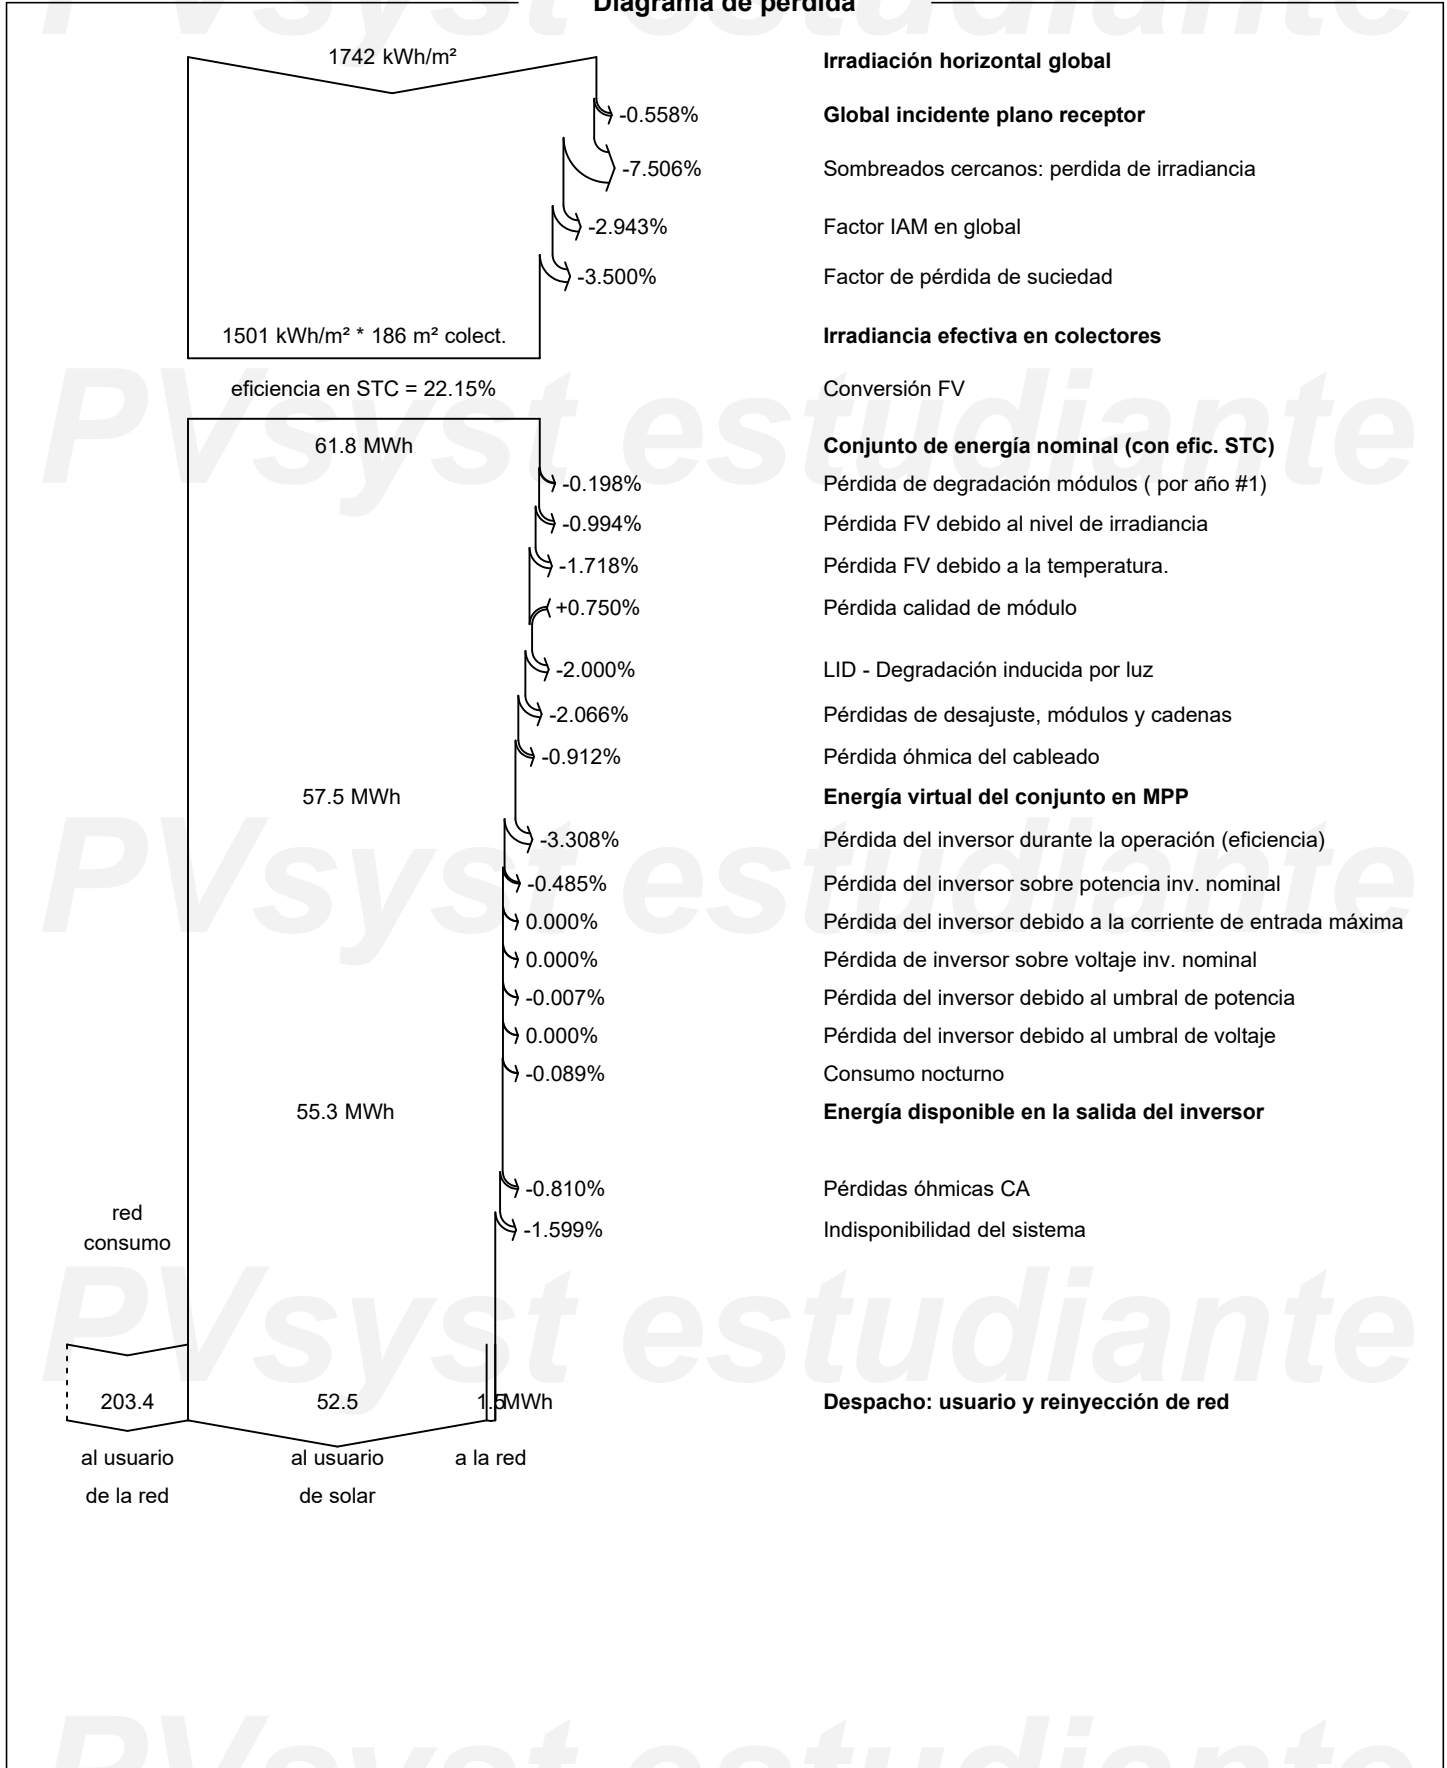 Diagrama de pérdida
1742 kWh/m²
Irradiación horizontal global
-0.558%
Global incidente plano receptor
-7.506%
Sombreados cercanos: perdida de irradiancia
-2.943%
Factor IAM en global
-3.500%
Factor de pérdida de suciedad
1501 kWh/m² * 186 m² colect.
Irradiancia efectiva en colectores
eficiencia en STC = 22.15%
Conversión FV
PVsyst estudiante
61.8 MWh
Conjunto de energía nominal (con efic. STC)
-0.198%
Pérdida de degradación módulos ( por año #1)
-0.994%
Pérdida FV debido al nivel de irradiancia
-1.718%
Pérdida FV debido a la temperatura.
+0.750%
Pérdida calidad de módulo
-2.000%
LID - Degradación inducida por luz
-2.066%
Pérdidas de desajuste, módulos y cadenas
-0.912%
Pérdida óhmica del cableado
57.5 MWh
Energía virtual del conjunto en MPP
-3.308%
Pérdida del inversor durante la operación (eficiencia)
PVsyst estudiante
-0.485%
Pérdida del inversor sobre potencia inv. nominal
0.000%
Pérdida del inversor debido a la corriente de entrada máxima
0.000%
Pérdida de inversor sobre voltaje inv. nominal
-0.007%
Pérdida del inversor debido al umbral de potencia
0.000%
Pérdida del inversor debido al umbral de voltaje
-0.089%
Consumo nocturno
55.3 MWh
Energía disponible en la salida del inversor
-0.810%
Pérdidas óhmicas CA
red
consumo
-1.599%
Indisponibilidad del sistema
PVsyst estudiante
203.4
52.5
1.5MWh
Despacho: usuario y reinyección de red
al usuario
de la red
al usuario
de solar
a la red
PVsyst estudiante